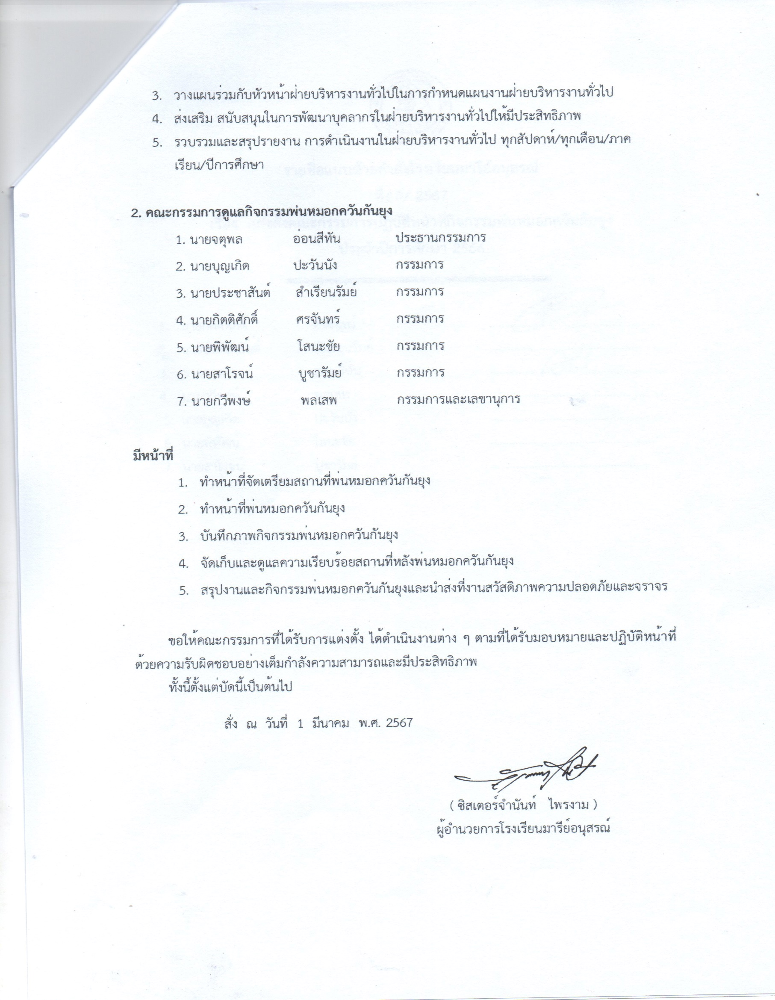 3. วางแผนร่วมกับหัวหน้าฝ่ายบริหารงานทั่วไปในการกำหนดแผนงานฝ่ายบริหารงานทั่วไป
4. ส่งเสริม สนับสนุนในการพัฒนาบุคลากรในฝ่ายบริหารงานทั่วไปให้มีประสิทธิภาพ
5. รวบรวมและสรุปรายงาน การดำเนินงานในฝ่ายบริหารงานทั่วไป ทุกสัปดาห์/ทุกเดือน/ภาค
เรียน/ปีการศึกษา
2. คณะกรรมการดูแลกิจกรรมพ่นหมอกควันกันยุง
1. นายจตุพล อ่อนสีทัน ประธานกรรมการ
2. นายบุญเกิด ปะวันนัง กรรมการ
3. นายประชาสันต์ สำเรียนรัมย์ กรรมการ
4. นายกิตติศักดิ์ ศรจันทร์ กรรมการ
5. นายพิพัฒน์ โสนะชัย กรรมการ
6. นายสาโรจน์ บูชารัมย์ กรรมการ
7. นายกวีพงษ์ พลเสพ กรรมการและเลขานุการ
มีหน้าที่
1. ทำหน้าที่จัดเตรียมสถานที่พ่นหมอกควันกันยุง
2. ทำหน้าที่พ่นหมอกควันกันยุง
3. บันทึกภาพกิจกรรมพ่นหมอกควันกันยุง
4. จัดเก็บและดูแลความเรียบร้อยสถานที่หลังพ่นหมอกควันกันยุง
5. สรุปงานและกิจกรรมพ่นหมอกควันกันยุงและนำส่งที่งานสวัสดิภาพความปลอดภัยและจราจร
ขอให้คณะกรรมการที่ได้รับการแต่งตั้ง ได้ดำเนินงานต่าง ๆ ตามที่ได้รับมอบหมายและปฏิบัติหน้าที่
ด้วยความรับผิดชอบอย่างเต็มกำลังความสามารถและมีประสิทธิภาพ
ทั้งนี้ตั้งแต่บัดนี้เป็นต้นไป
สั่ง ณ วันที่ 1 มีนาคม พ.ศ. 2567
( ซิสเตอร์จำนันท์ ไพรงาม )
ผู้อำนวยการโรงเรียนมารีย์อนุสรณ์